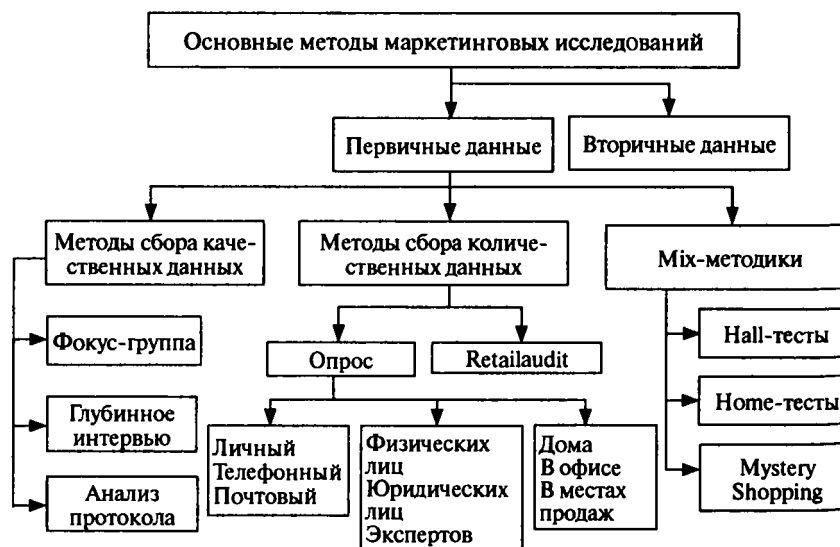 Основные методы маркетинговых исследований
Первичные данные
Вторичные данные
Методы сбора каче-
ственных данных
Методы сбора количе-
ственных данных
Mix-методики
Фокус-группа
Глубинное
интервью
Анализ
протокола
Опрос
Retailaudit
Личный
Телефонный
Почтовый
Физических
лиц
Юридических
лиц
Экспертов
Дома
В офисе
В местах
продаж
Hall-тесты
Home-тесты
Mystery
Shopping